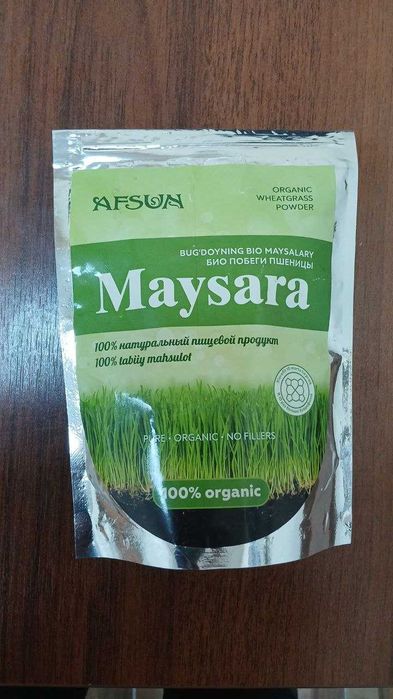 AFSUN
ORGANIC
WHEATGRASS
POWDER
BUG'DOYNING BIO MAYSALARY
БИО ПОБЕГИ ПШЕНИЦЫ
Maysara
100% натуральный пищевой продукт
100% tabiiy mahsulot
PURE • ORGANIC • NO FILLERS
100% organic